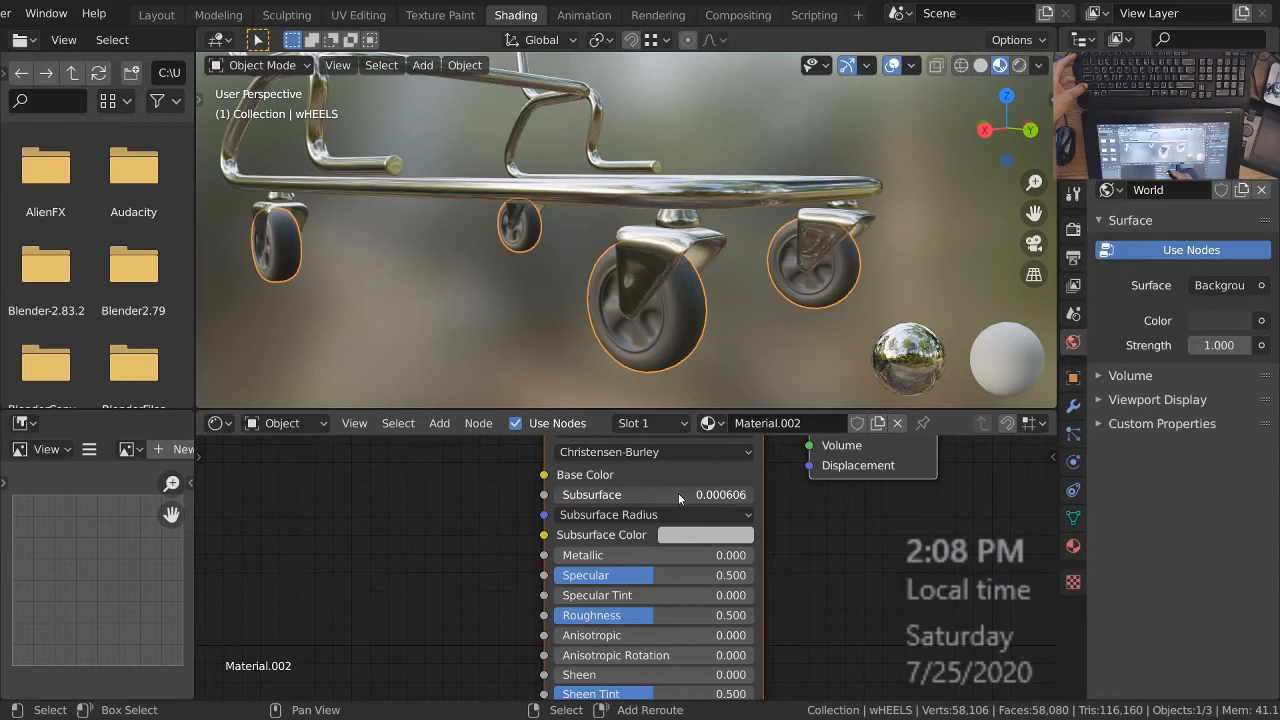 Window Help Layout Modeling Sculpting UV Editing Texture Paint Shading Animation Rendering Compositing Scripting + Scene View Layer
View Select Global Options
C:\U Object Mode View Select Add Object
User Perspective
(1) Collection | wHEELS
Z
X Y
AlienFX Audacity
Blender-2.83.2 Blender2.79
World
Surface
Use Nodes
Surface Backgrou
Color
Strength 1.000
Volume
Viewport Display
Custom Properties
Object View Select Add Node Use Nodes Slot 1 Material.002
View New
Christensen-Burley
Base Color
Subsurface 0.000606
Subsurface Radius
Subsurface Color
Metallic 0.000
Specular 0.500
Specular Tint 0.000
Roughness 0.500
Anisotropic 0.000
Anisotropic Rotation 0.000
Sheen 0.000
Sheen Tint 0.500
Volume
Displacement
Material.002
2:08 PM
Local time
Saturday
7/25/2020
Select Box Select Pan View Select Add Reroute Collection | wHEELS | Verts:58,106 | Faces:58,080 | Tris:116,160 | Objects:1/3 | Mem: 41.1